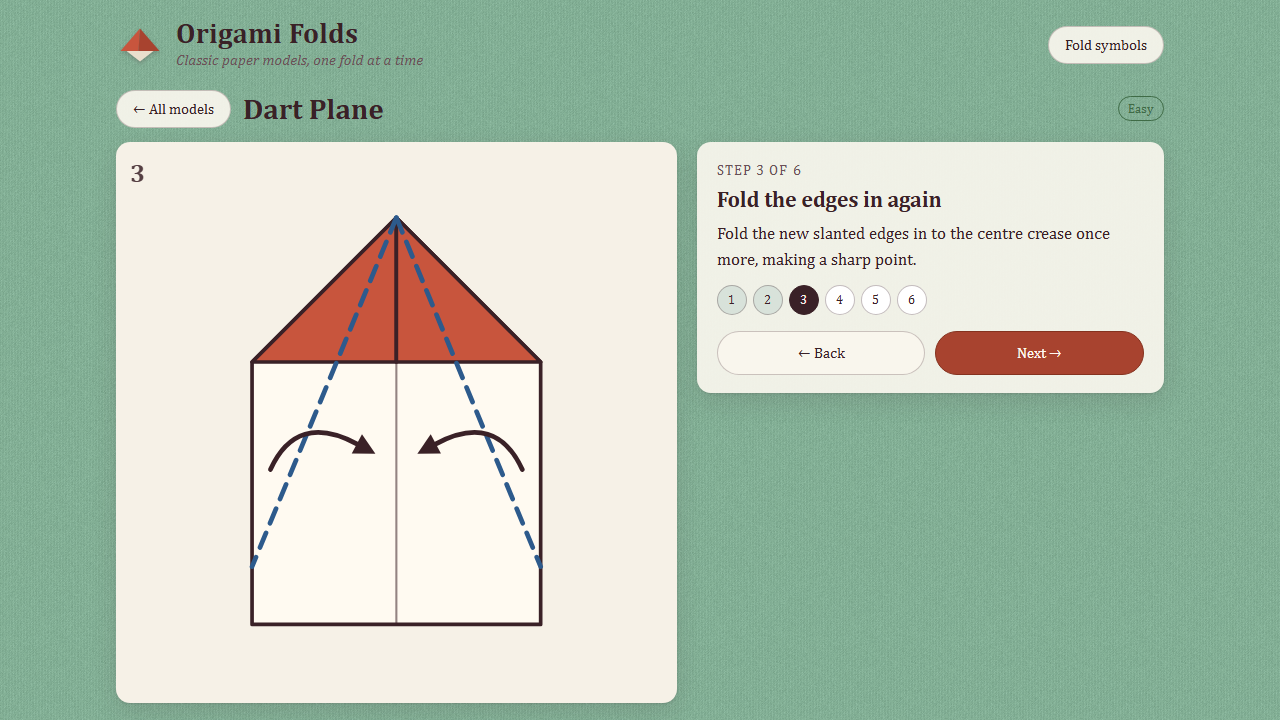 Origami Folds
Classic paper models, one fold at a time
Fold symbols
← All models
Dart Plane
Easy
3
STEP 3 OF 6
Fold the edges in again
Fold the new slanted edges in to the centre crease once
more, making a sharp point.
1 2 3 4 5 6
← Back
Next →